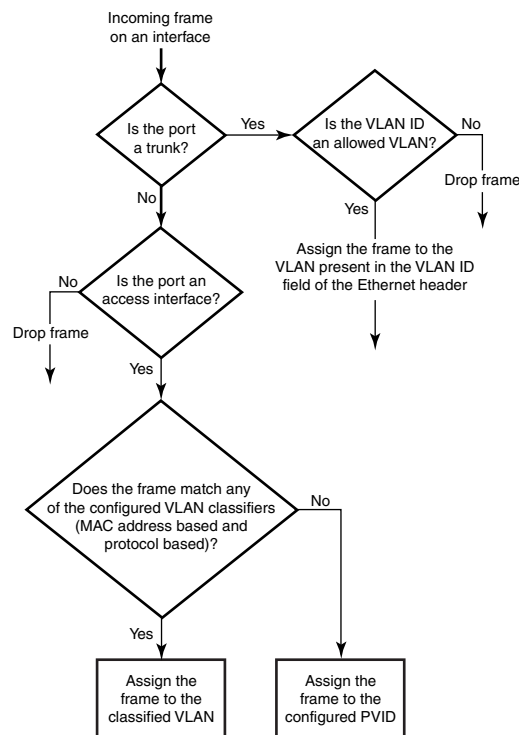 Incoming frame
on an interface
Is the port
a trunk?
Yes
Is the VLAN ID
an allowed VLAN?
No
Drop frame
Yes
Assign the frame to the
VLAN present in the VLAN ID
field of the Ethernet header
No
Is the port an
access interface?
No
Drop frame
Yes
Does the frame match any
of the configured VLAN classifiers
(MAC address based and
protocol based)?
No
Yes
Assign the
frame to the
classified VLAN
Assign the
frame to the
configured PVID